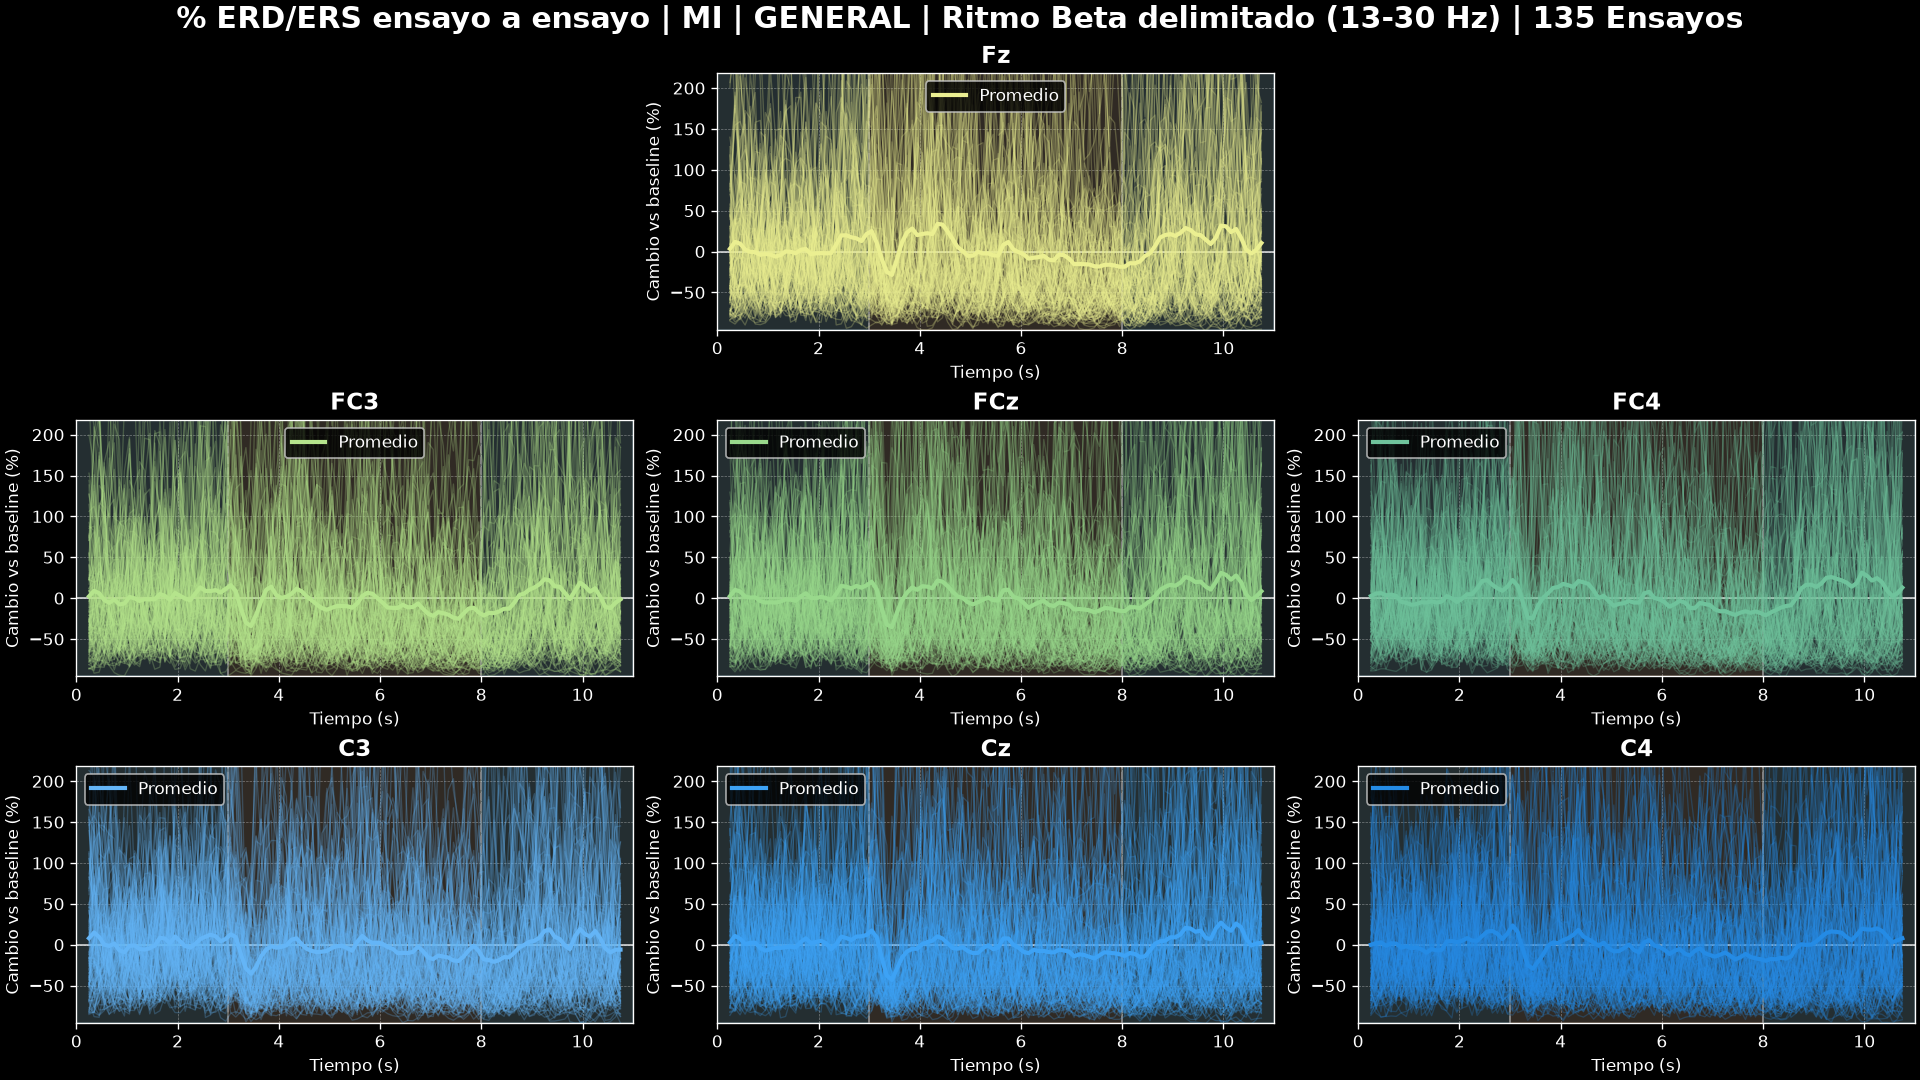 % ERD/ERS ensayo a ensayo | MI | GENERAL | Ritmo Beta delimitado (13-30 Hz) | 135 Ensayos
Fz
Cambio vs baseline (%)
200
150
100
50
0
−50
Promedio
0 2 4 6 8 10
Tiempo (s)
FC3
Cambio vs baseline (%)
200
150
100
50
0
−50
Promedio
0 2 4 6 8 10
Tiempo (s)
FCz
Cambio vs baseline (%)
200
150
100
50
0
−50
Promedio
0 2 4 6 8 10
Tiempo (s)
FC4
Cambio vs baseline (%)
200
150
100
50
0
−50
Promedio
0 2 4 6 8 10
Tiempo (s)
C3
Cambio vs baseline (%)
200
150
100
50
0
−50
Promedio
0 2 4 6 8 10
Tiempo (s)
Cz
Cambio vs baseline (%)
200
150
100
50
0
−50
Promedio
0 2 4 6 8 10
Tiempo (s)
C4
Cambio vs baseline (%)
200
150
100
50
0
−50
Promedio
0 2 4 6 8 10
Tiempo (s)